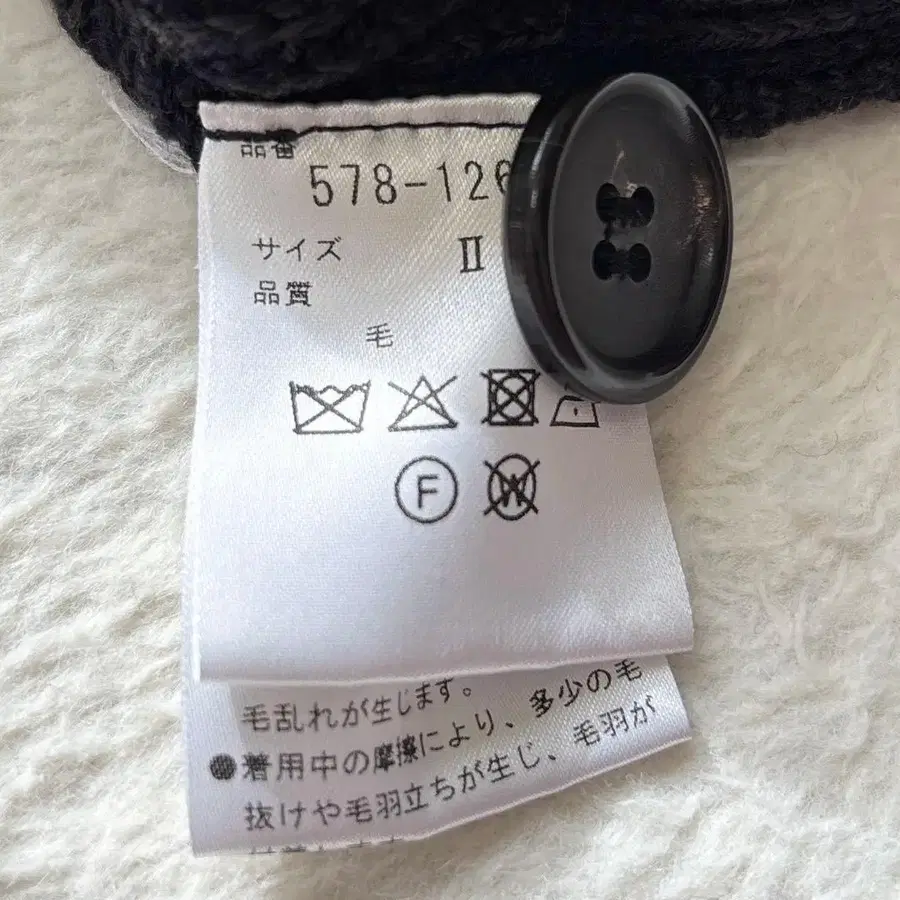 品番
578-126
サイズ Ⅱ
品質
毛
F
W
毛乱れが生じます。
●着用中の摩擦により、多少の毛
抜けや毛羽立ちが生じ、毛羽が